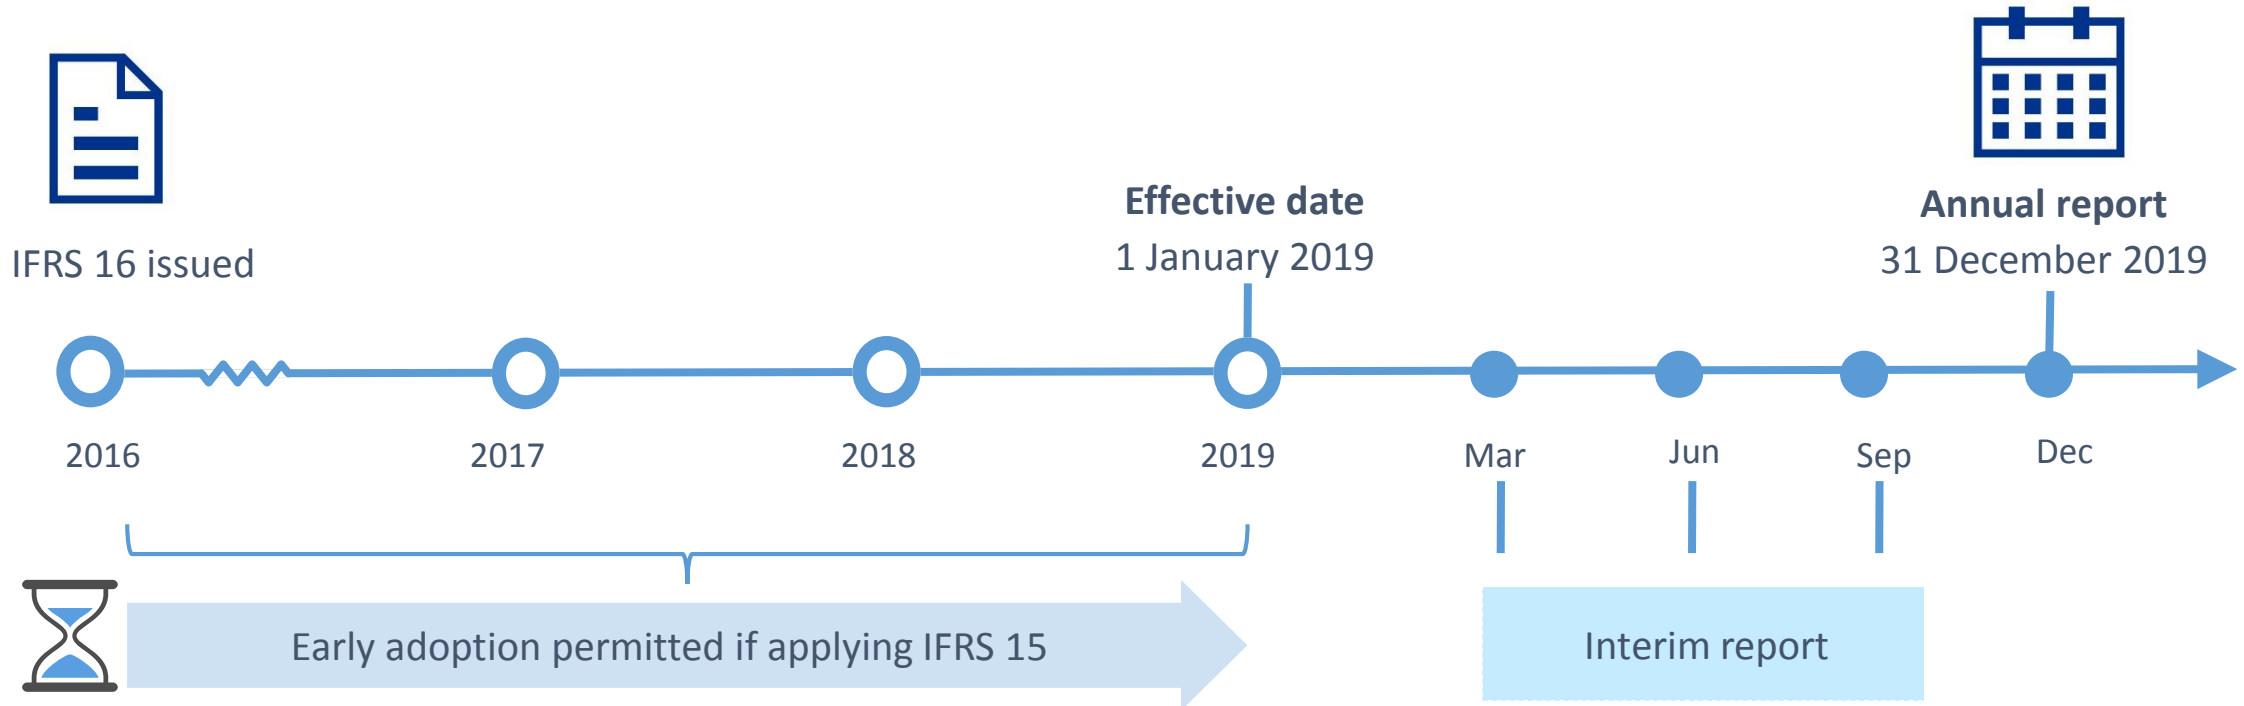 IFRS 16 issued
Effective date
1 January 2019
Annual report
31 December 2019
2016
2017
2018
2019
Mar
Jun
Sep
Dec
Early adoption permitted if applying IFRS 15
Interim report